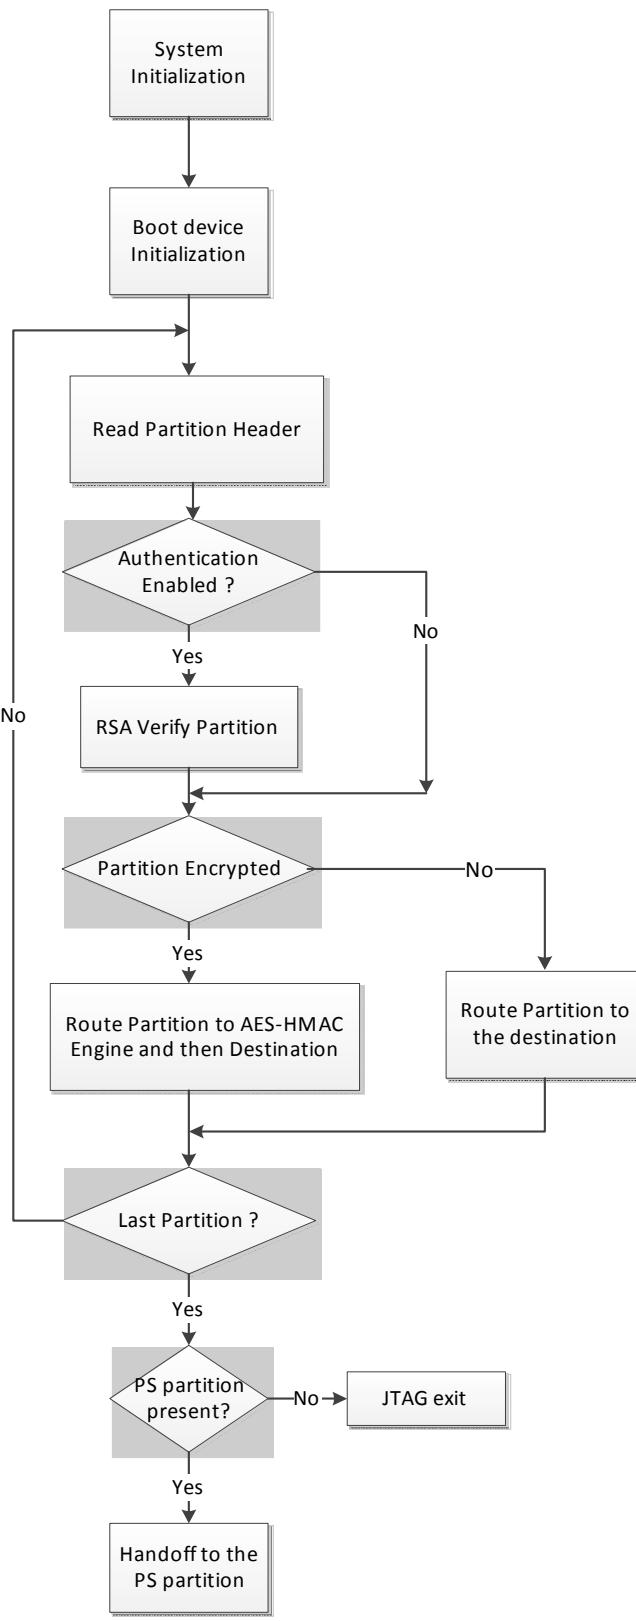 System
Initialization
Boot device
Initialization
Read Partition Header
Authentication
Enabled ?
No
Yes
No
RSA Verify Partition
Partition Encrypted
No
Yes
Route Partition to AES-HMAC
Engine and then Destination
Route Partition to
the destination
Last Partition ?
Yes
PS partition
present?
No
JTAG exit
Yes
Handoff to the
PS partition